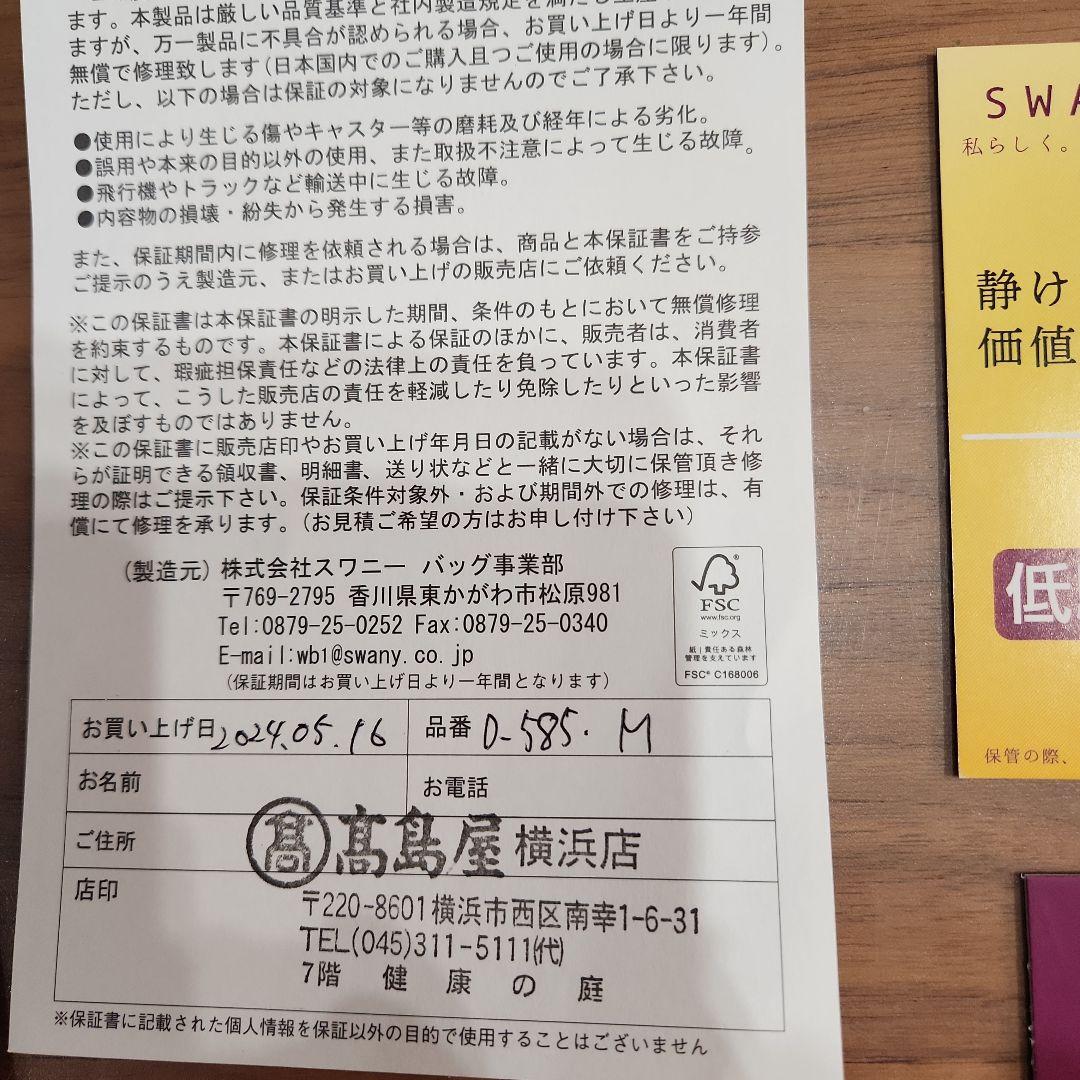 ます。本製品は厳しい品質基準と社内製造規定を満たし生産
ますが、万一製品に不具合が認められる場合、お買い上げ日より一年間
無償で修理致します(日本国内でのご購入且つご使用の場合に限ります)。
ただし、以下の場合は保証の対象になりませんのでご了承下さい。
●使用により生じる傷やキャスター等の磨耗及び経年による劣化。
●誤用や本来の目的以外の使用、また取扱不注意によって生じる故障。
●飛行機やトラックなど輸送中に生じる故障。
●内容物の損壊・紛失から発生する損害。
また、保証期間内に修理を依頼される場合は、商品と本保証書をご持参
ご提示のうえ製造元、またはお買い上げの販売店にご依頼ください。
※この保証書は本保証書の明示した期間、条件のもとにおいて無償修理
を約束するものです。本保証書による保証のほかに、販売者は、消費者
に対して、瑕疵担保責任などの法律上の責任を負っています。本保証書
によって、こうした販売店の責任を軽減したり免除したりといった影響
を及ぼすものではありません。
※この保証書に販売店印やお買い上げ年月日の記載がない場合は、それ
らが証明できる領収書、明細書、送り状などと一緒に大切に保管頂き修
理の際はご提示下さい。保証条件対象外・および期間外での修理は、有
償にて修理を承ります。(お見積ご希望の方はお申し付け下さい)
(製造元) 株式会社スワニー バッグ事業部
〒769-2795 香川県東かがわ市松原981
Tel:0879-25-0252 Fax:0879-25-0340
E-mail:wb1@swany.co.jp
(保証期間はお買い上げ日より一年間となります)
FSC
www.fsc.org
ミックス
紙|責任ある森林
管理を支えています
FSC® C168006
お買い上げ日 2024.05.16 品番 D-585. M
お名前 お電話
ご住所
髙 髙島屋 横浜店
店印
〒220-8601横浜市西区南幸1-6-31
TEL(045)311-5111(代)
7階 健康の庭
※保証書に記載された個人情報を保証以外の目的で使用することはございません
SWA
私らしく。
静け
価値
低
保管の際、